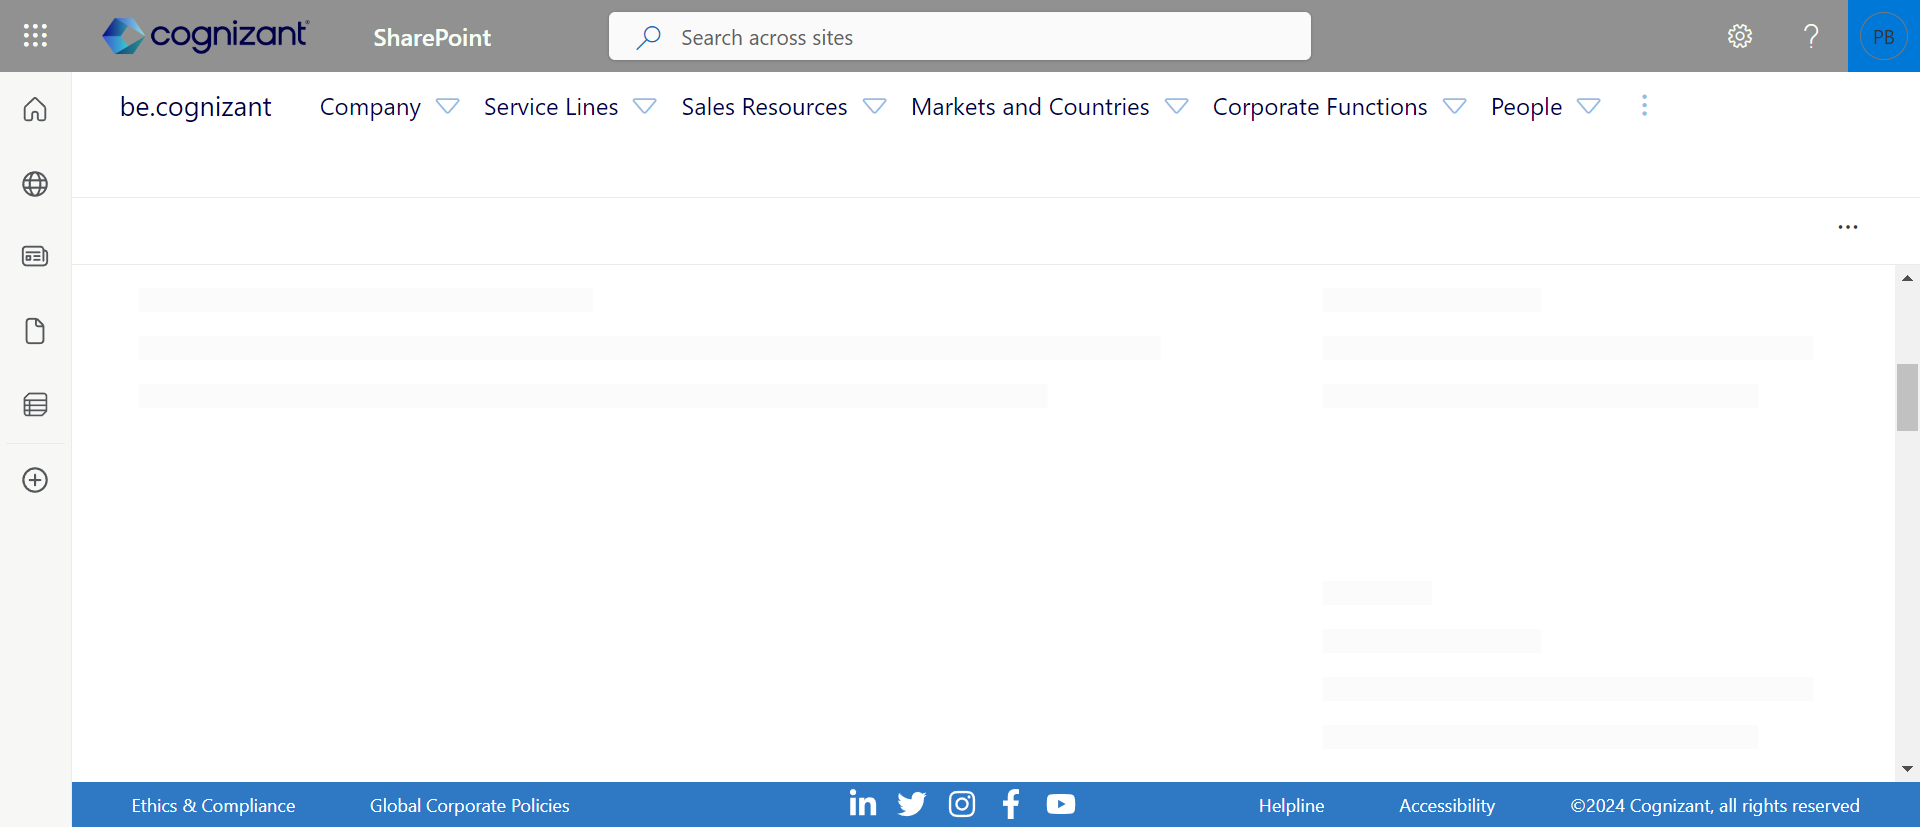 cognizant SharePoint Search across sites ? PB
be.cognizant Company Service Lines Sales Resources Markets and Countries Corporate Functions People
Ethics & Compliance Global Corporate Policies Helpline Accessibility ©2024 Cognizant, all rights reserved